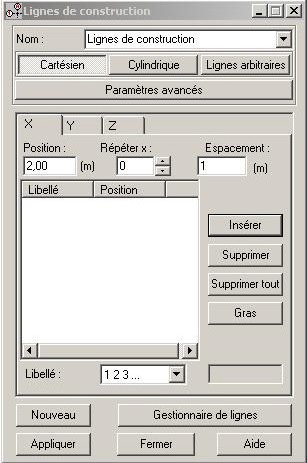 Lignes de construction
Nom : Lignes de construction
Cartésien Cylindrique Lignes arbitraires
Paramètres avancés
X Y Z
Position : Répéter x : Espacement :
2,00 (m) 0 1 (m)
Libellé Position
Insérer
Supprimer
Supprimer tout
Gras
Libellé : 1 2 3 ...
Nouveau Gestionnaire de lignes
Appliquer Fermer Aide